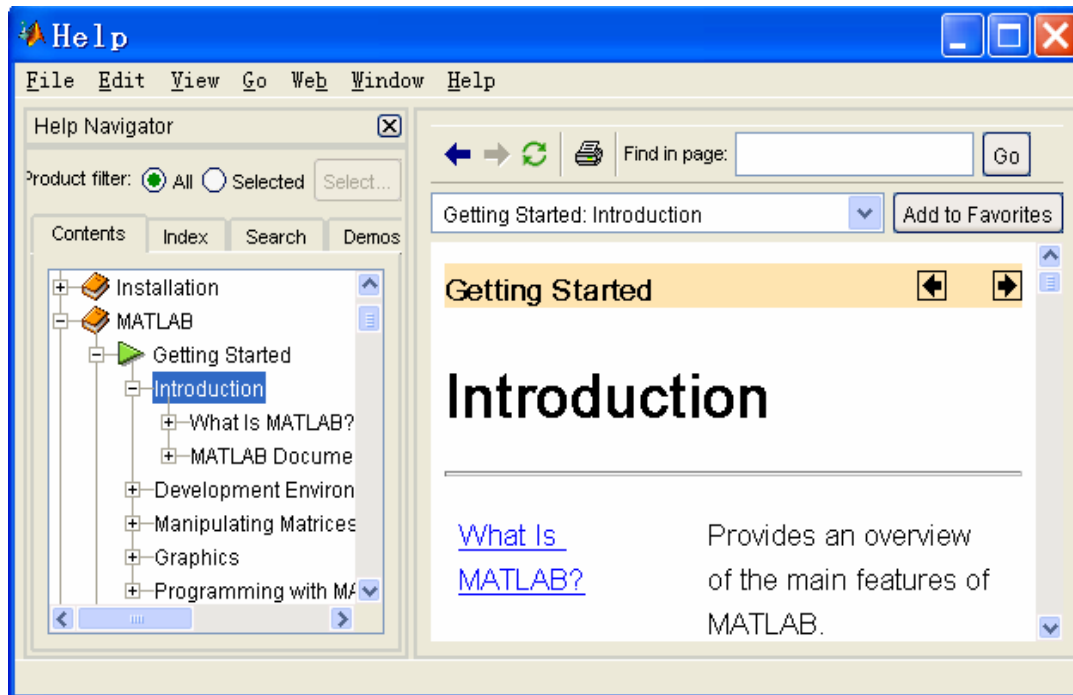 Help
File Edit View Go Web Window Help
Help Navigator
Product filter: All Selected Select...
Contents Index Search Demos
Installation
MATLAB
Getting Started
Introduction
What Is MATLAB?
MATLAB Docume
Development Environ
Manipulating Matrices
Graphics
Programming with MA
Find in page: Go
Getting Started: Introduction Add to Favorites
Getting Started
Introduction
What Is
MATLAB?
Provides an overview
of the main features of
MATLAB.